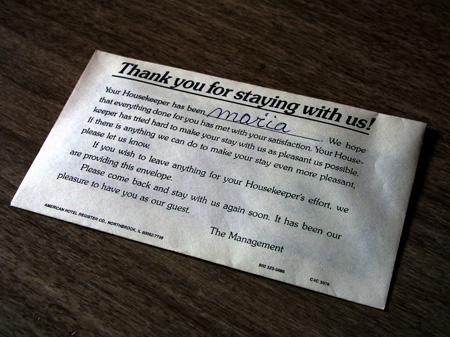 Thank you for staying with us!
Your Housekeeper has been maria. We hope
that everything done for you has met with your satisfaction. Your House-
keeper has tried hard to make your stay with us as pleasant us possible.
If there is anything we can do to make your stay even more pleasant,
please let us know.
If you wish to leave anything for your Housekeeper's effort, we
are providing this envelope.
Please come back and stay with us again soon. It has been our
pleasure to have you as our guest.
The Management
AMERICAN HOTEL REGISTER CO., NORTHBROOK, IL 60062-7798